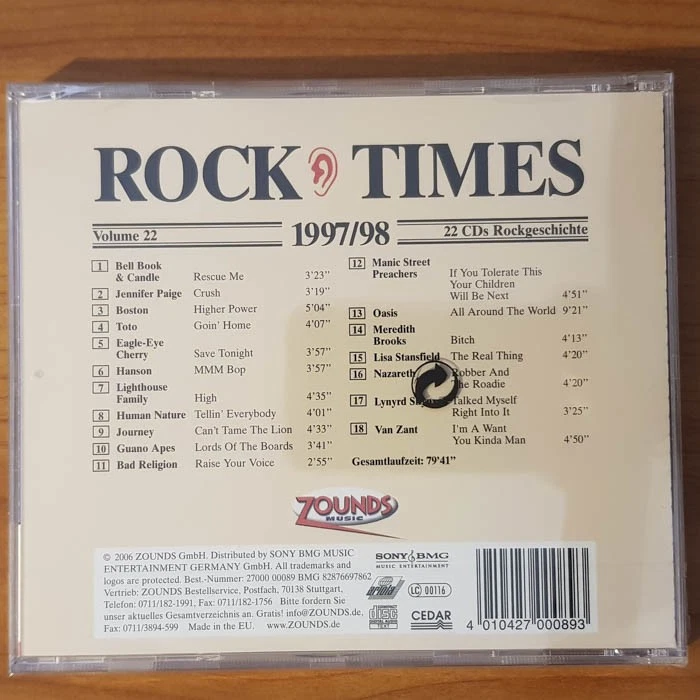 ROCK TIMES
Volume 22 1997/98 22 CDs Rockgeschichte
1 Bell Book
& Candle Rescue Me 3'23"
2 Jennifer Paige Crush 3'19"
3 Boston Higher Power 5'04"
4 Toto Goin' Home 4'07"
5 Eagle-Eye
Cherry Save Tonight 3'57"
6 Hanson MMM Bop 3'57"
7 Lighthouse
Family High 4'35"
8 Human Nature Tellin' Everybody 4'01"
9 Journey Can't Tame The Lion 4'33"
10 Guano Apes Lords Of The Boards 3'41"
11 Bad Religion Raise Your Voice 2'55"
12 Manic Street
Preachers If You Tolerate This
Your Children
Will Be Next 4'51"
13 Oasis All Around The World 9'21"
14 Meredith
Brooks Bitch 4'13"
15 Lisa Stansfield The Real Thing 4'20"
16 Nazareth Robber And
The Roadie 4'20"
17 Lynyrd Talked Myself
Right Into It 3'25"
18 Van Zant I'm A Want
You Kinda Man 4'50"
Gesamtlaufzeit: 79'41"
ZOUNDS
MUSIC
© 2006 ZOUNDS GmbH. Distributed by SONY BMG MUSIC
ENTERTAINMENT GERMANY GmbH. All trademarks and
logos are protected. Best.-Nummer: 27000 00089 BMG 82876697862
Vertrieb: ZOUNDS Bestellservice, Postfach, 70138 Stuttgart,
Telefon: 0711/182-1991, Fax: 0711/182-1756 Bitte fordern Sie
unser aktuelles Gesamtverzeichnis an. Gratis! info@ZOUNDS.de,
Fax: 0711/3894-599 Made in the EU. www.ZOUNDS.de
SONY BMG
MUSIC ENTERTAINMENT
ariola
LC 00116
COMPACT
disc
DIGITAL AUDIO
TEXT
CEDAR
4 010427 000893